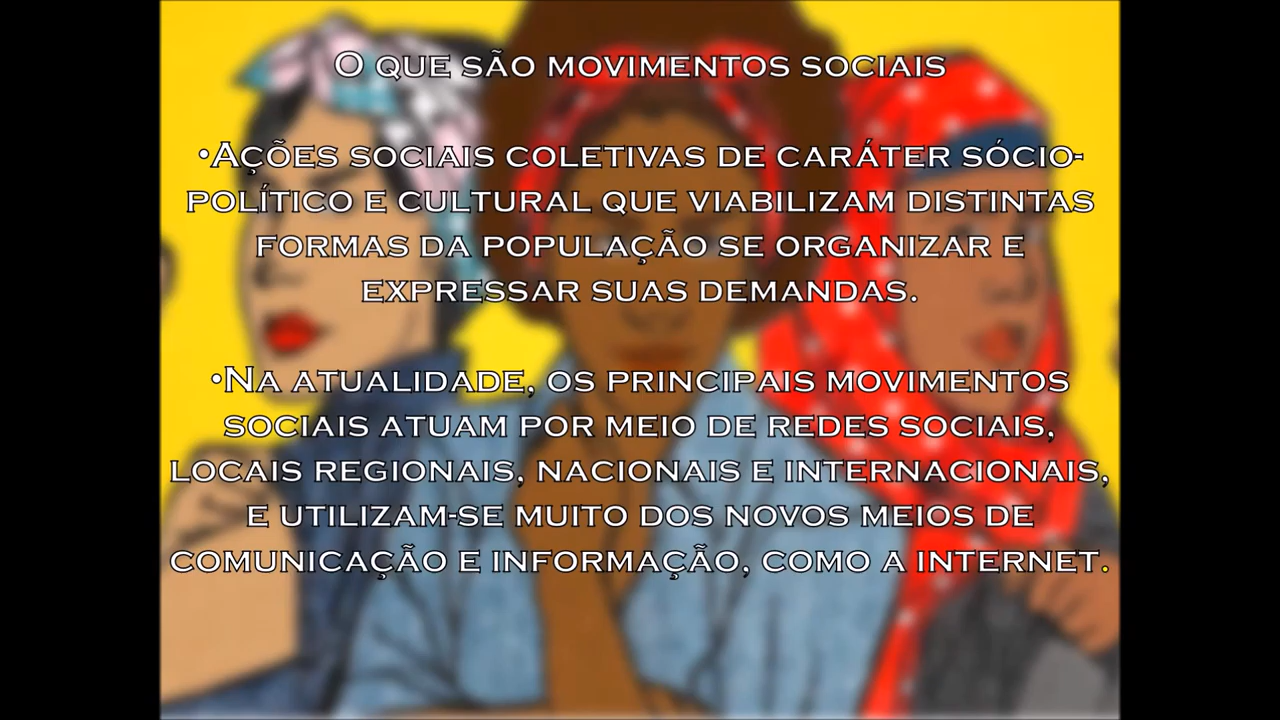 O QUE SÃO MOVIMENTOS SOCIAIS
•AÇÕES SOCIAIS COLETIVAS DE CARÁTER SÓCIO-
POLÍTICO E CULTURAL QUE VIABILIZAM DISTINTAS
FORMAS DA POPULAÇÃO SE ORGANIZAR E
EXPRESSAR SUAS DEMANDAS.
•NA ATUALIDADE, OS PRINCIPAIS MOVIMENTOS
SOCIAIS ATUAM POR MEIO DE REDES SOCIAIS,
LOCAIS REGIONAIS, NACIONAIS E INTERNACIONAIS,
E UTILIZAM-SE MUITO DOS NOVOS MEIOS DE
COMUNICAÇÃO E INFORMAÇÃO, COMO A INTERNET.